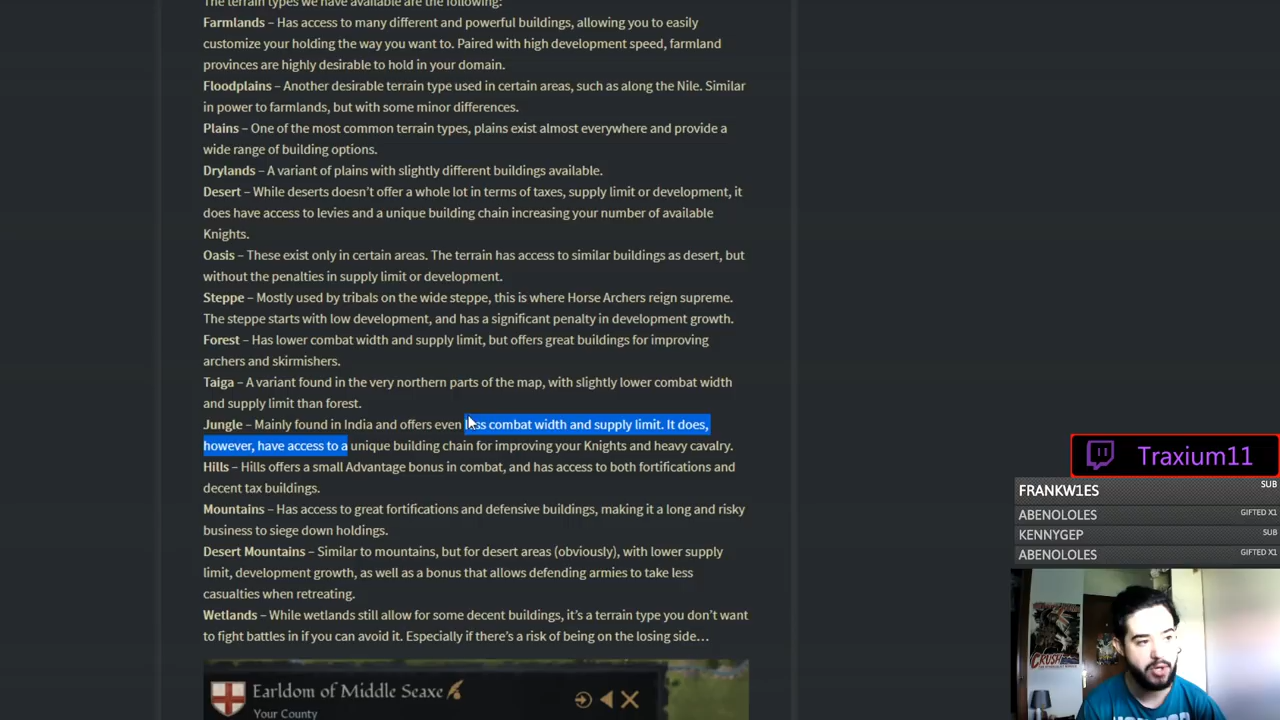 The terrain types we have available are the following:
Farmlands – Has access to many different and powerful buildings, allowing you to easily
customize your holding the way you want to. Paired with high development speed, farmland
provinces are highly desirable to hold in your domain.
Floodplains – Another desirable terrain type used in certain areas, such as along the Nile. Similar
in power to farmlands, but with some minor differences.
Plains – One of the most common terrain types, plains exist almost everywhere and provide a
wide range of building options.
Drylands – A variant of plains with slightly different buildings available.
Desert – While deserts doesn't offer a whole lot in terms of taxes, supply limit or development, it
does have access to levies and a unique building chain increasing your number of available
Knights.
Oasis – These exist only in certain areas. The terrain has access to similar buildings as desert, but
without the penalties in supply limit or development.
Steppe – Mostly used by tribals on the wide steppe, this is where Horse Archers reign supreme.
The steppe starts with low development, and has a significant penalty in development growth.
Forest – Has lower combat width and supply limit, but offers great buildings for improving
archers and skirmishers.
Taiga – A variant found in the very northern parts of the map, with slightly lower combat width
and supply limit than forest.
Jungle – Mainly found in India and offers even less combat width and supply limit. It does,
however, have access to a unique building chain for improving your Knights and heavy cavalry.
Hills – Hills offers a small Advantage bonus in combat, and has access to both fortifications and
decent tax buildings.
Mountains – Has access to great fortifications and defensive buildings, making it a long and risky
business to siege down holdings.
Desert Mountains – Similar to mountains, but for desert areas (obviously), with lower supply
limit, development growth, as well as a bonus that allows defending armies to take less
casualties when retreating.
Wetlands – While wetlands still allow for some decent buildings, it's a terrain type you don't want
to fight battles in if you can avoid it. Especially if there's a risk of being on the losing side…
Earldom of Middle Seaxe
Your County
Traxium11
FRANKW1ES SUB
ABENOLOLES GIFTED X1
KENNYGEP SUB
ABENOLOLES GIFTED X1
CRUSH